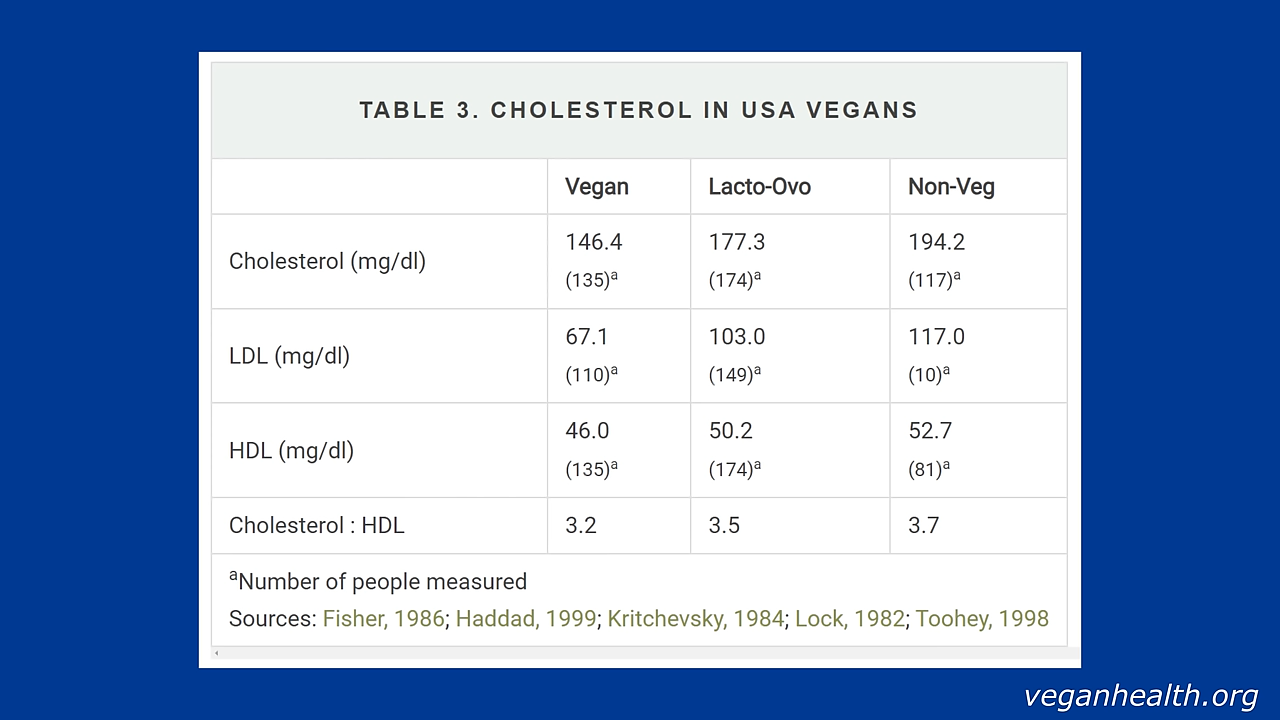 TABLE 3. CHOLESTEROL IN USA VEGANS
Vegan Lacto-Ovo Non-Veg
Cholesterol (mg/dl) 146.4 (135)ᵃ 177.3 (174)ᵃ 194.2 (117)ᵃ
LDL (mg/dl) 67.1 (110)ᵃ 103.0 (149)ᵃ 117.0 (10)ᵃ
HDL (mg/dl) 46.0 (135)ᵃ 50.2 (174)ᵃ 52.7 (81)ᵃ
Cholesterol : HDL 3.2 3.5 3.7
ᵃNumber of people measured
Sources: Fisher, 1986; Haddad, 1999; Kritchevsky, 1984; Lock, 1982; Toohey, 1998
veganhealth.org